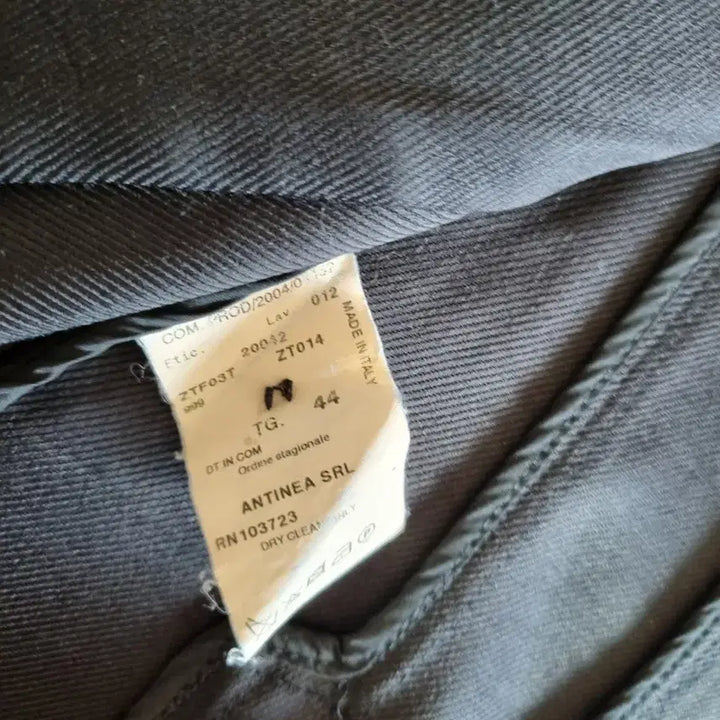 COM. PROD/2004/0
Etic. Lav 012
20042
ZTF03T ZT014
999
n
TG. 44
DT IN COM
Ordine stagionale
ANTINEA SRL
RN103723
DRY CLEAN ONLY
MADE IN ITALY